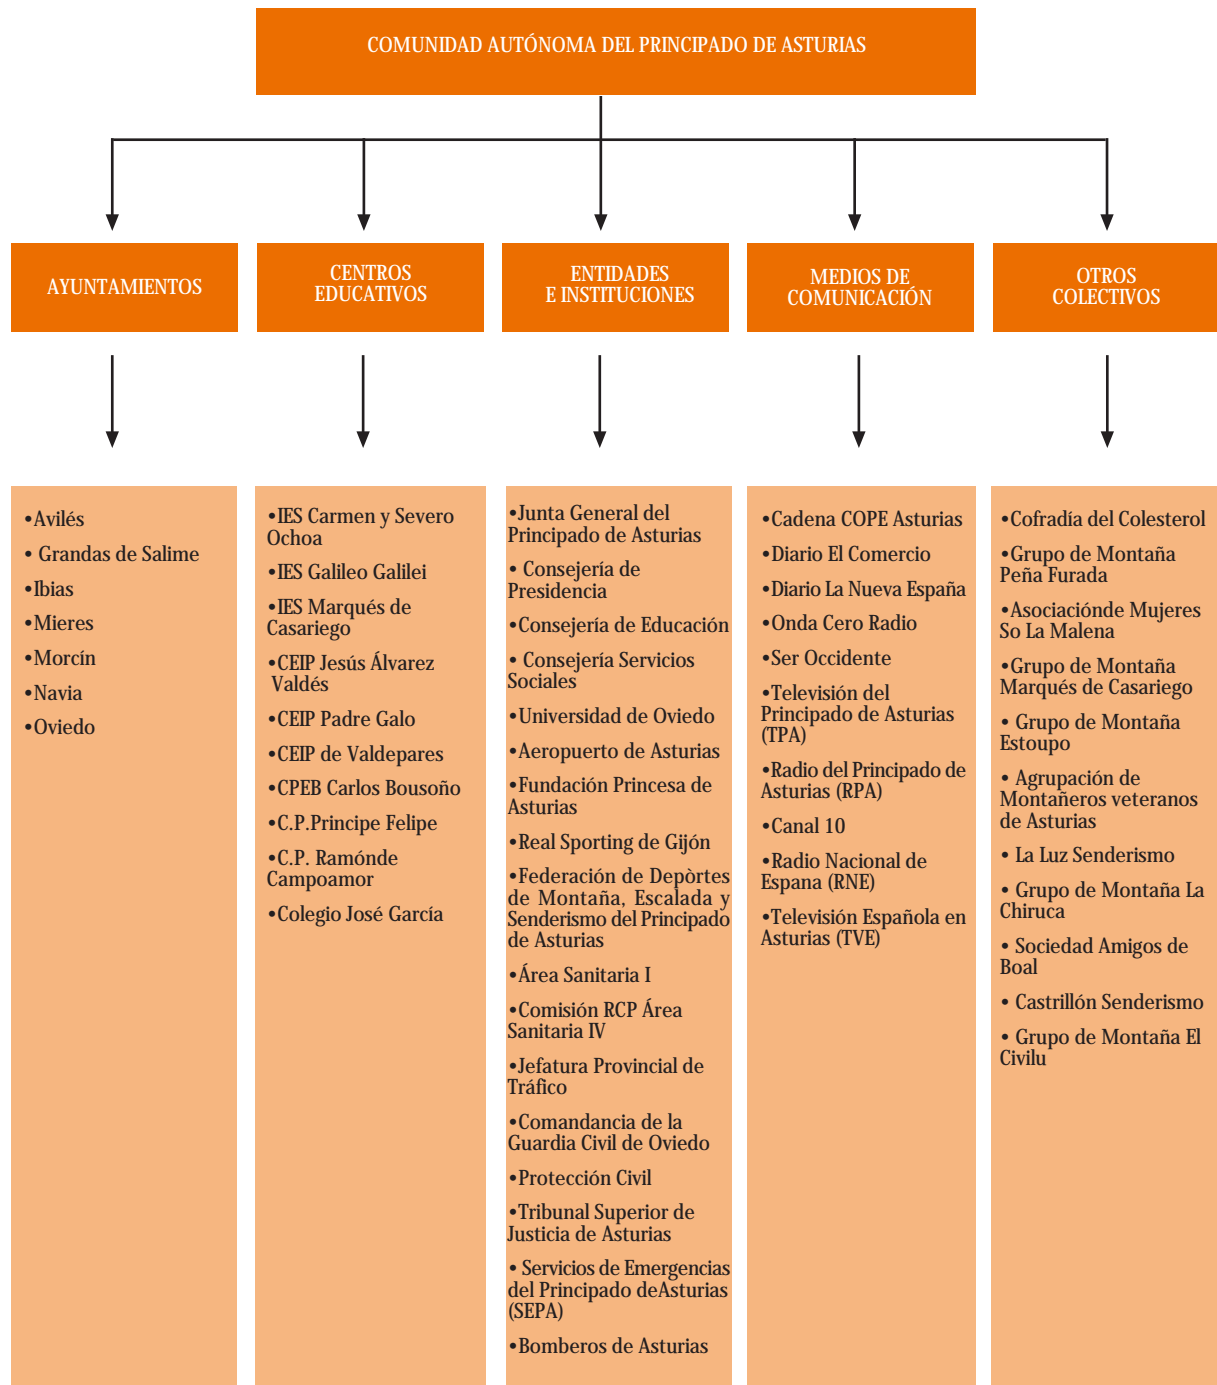 COMUNIDAD AUTÓNOMA DEL PRINCIPADO DE ASTURIAS
AYUNTAMIENTOS
CENTROS
EDUCATIVOS
ENTIDADES
E INSTITUCIONES
MEDIOS DE
COMUNICACIÓN
OTROS
COLECTIVOS
•Avilés
• Grandas de Salime
•Ibias
•Mieres
•Morcín
•Navia
•Oviedo
•IES Carmen y Severo
Ochoa
•IES Galileo Galilei
•IES Marqués de
Casariego
•CEIP Jesús Álvarez
Valdés
•CEIP Padre Galo
•CEIP de Valdepares
•CPEB Carlos Bousoño
•C.P.Principe Felipe
•C.P. Ramónde
Campoamor
•Colegio José García
•Junta General del
Principado de Asturias
• Consejería de
Presidencia
•Consejería de Educación
• Consejería Servicios
Sociales
•Universidad de Oviedo
•Aeropuerto de Asturias
•Fundación Princesa de
Asturias
•Real Sporting de Gijón
•Federación de Depòrtes
de Montaña, Escalada y
Senderismo del Principado
de Asturias
•Área Sanitaria I
•Comisión RCP Área
Sanitaria IV
•Jefatura Provincial de
Tráfico
•Comandancia de la
Guardia Civil de Oviedo
•Protección Civil
•Tribunal Superior de
Justicia de Asturias
• Servicios de Emergencias
del Principado deAsturias
(SEPA)
•Bomberos de Asturias
•Cadena COPE Asturias
•Diario El Comercio
•Diario La Nueva España
•Onda Cero Radio
•Ser Occidente
•Televisión del
Principado de Asturias
(TPA)
•Radio del Principado de
Asturias (RPA)
•Canal 10
•Radio Nacional de
Espana (RNE)
•Televisión Española en
Asturias (TVE)
•Cofradía del Colesterol
•Grupo de Montaña
Peña Furada
•Asociaciónde Mujeres
So La Malena
•Grupo de Montaña
Marqués de Casariego
• Grupo de Montaña
Estoupo
• Agrupación de
Montañeros veteranos
de Asturias
• La Luz Senderismo
• Grupo de Montaña La
Chiruca
• Sociedad Amigos de
Boal
• Castrillón Senderismo
• Grupo de Montaña El
Civilu